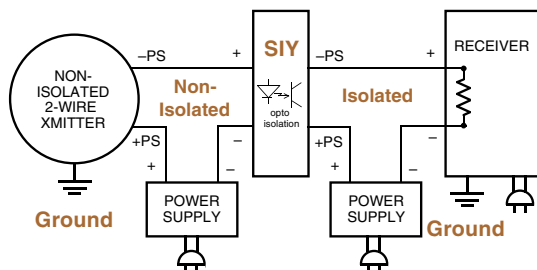 NON-
ISOLATED
2-WIRE
XMITTER
–PS
+
Non-
Isolated
+PS
+
–
–
POWER
SUPPLY
Ground
SIY
opto
isolation
–PS
+
Isolated
+PS
+
–
–
POWER
SUPPLY
RECEIVER
Ground